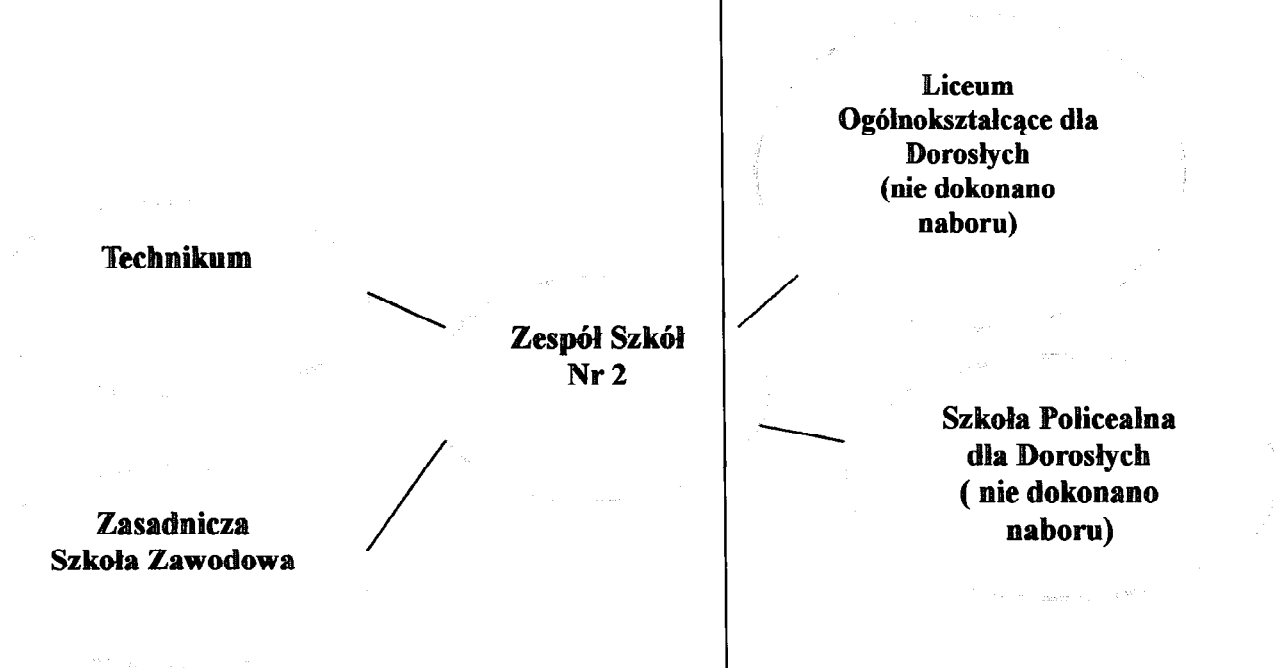 Liceum
Ogólnokształcące dla
Dorosłych
(nie dokonano
naboru)
Technikum
Zespół Szkół
Nr 2
Szkoła Policealna
dla Dorosłych
( nie dokonano
naboru)
Zasadnicza
Szkoła Zawodowa